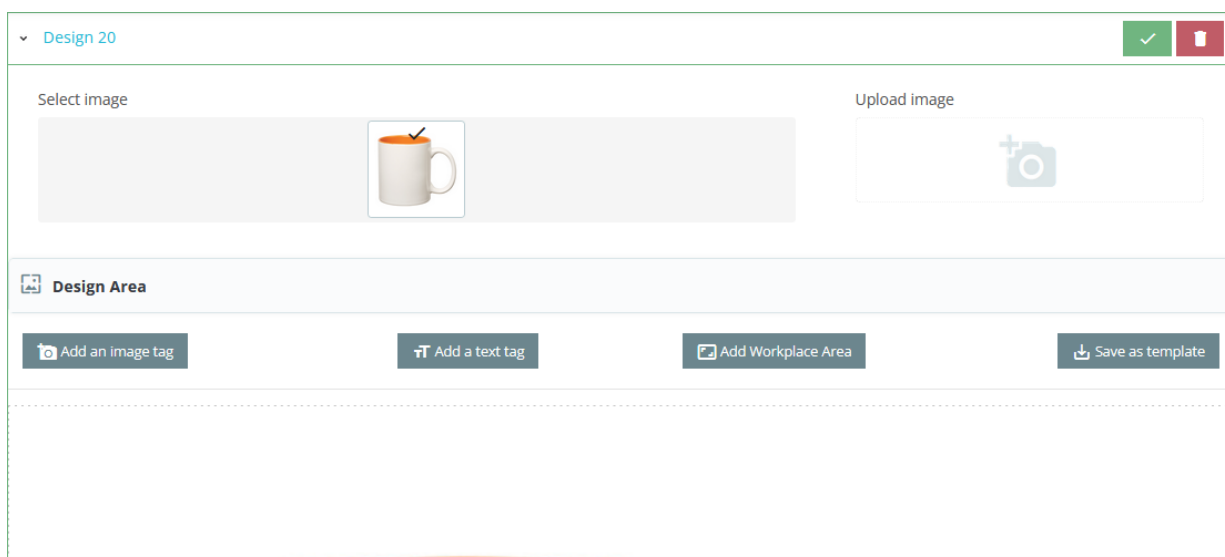 Design 20
Select image
Upload image
Design Area
Add an image tag
Add a text tag
Add Workplace Area
Save as template